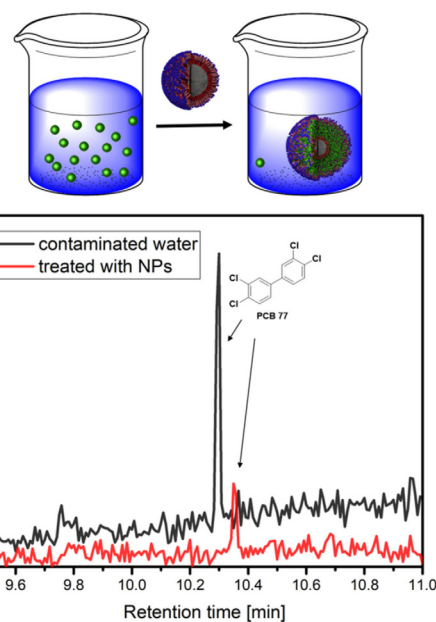 contaminated water
treated with NPs
Cl
Cl
Cl
Cl
PCB 77
9.6 9.8 10.0 10.2 10.4 10.6 10.8 11.0
Retention time [min]